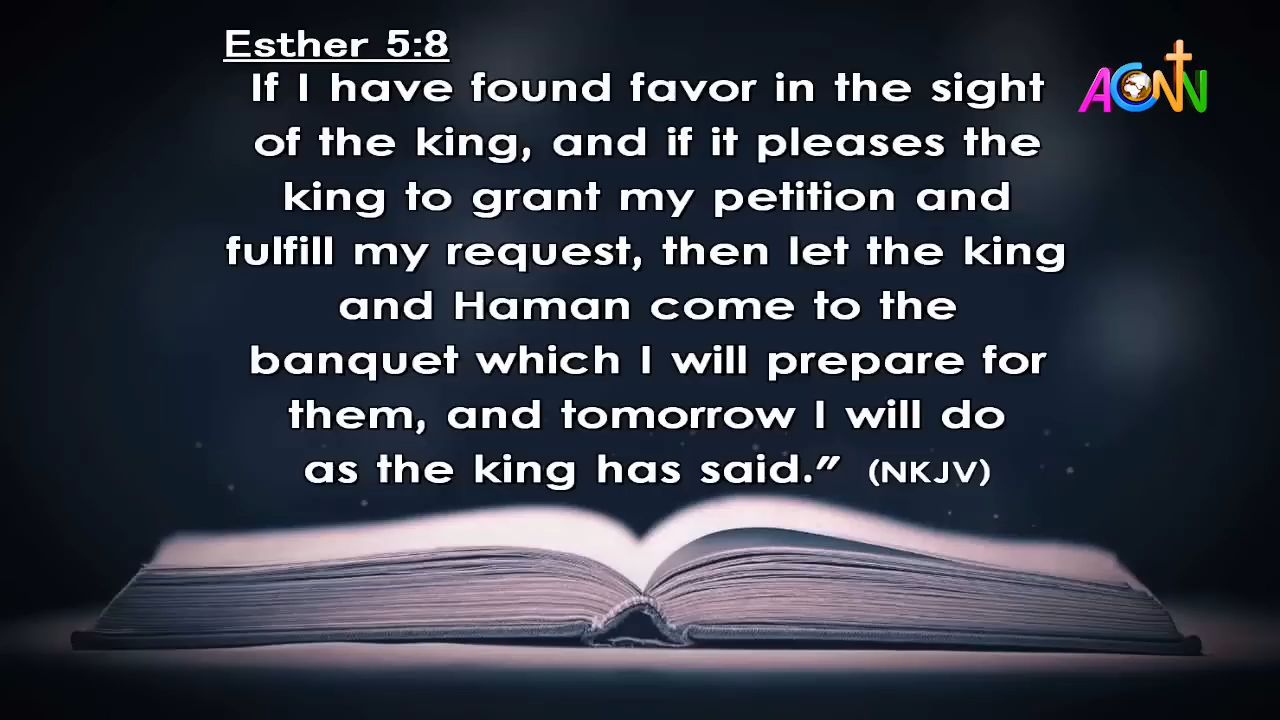 Esther 5:8
If I have found favor in the sight
of the king, and if it pleases the
king to grant my petition and
fulfill my request, then let the king
and Haman come to the
banquet which I will prepare for
them, and tomorrow I will do
as the king has said.” (NKJV)
ACNN